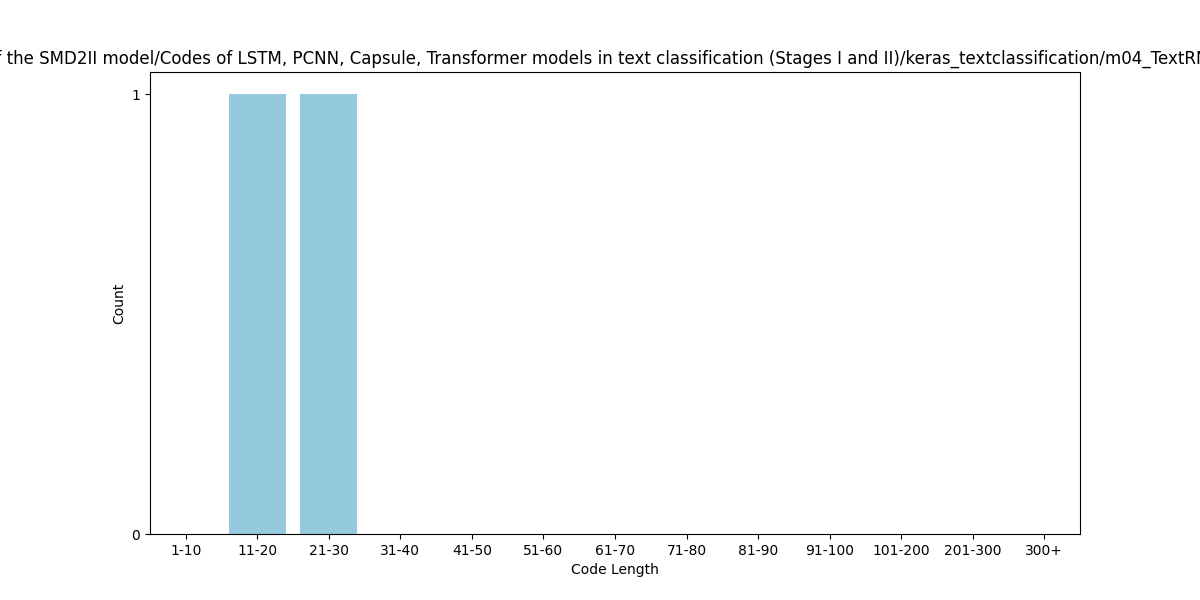 f the SMD2II model/Codes of LSTM, PCNN, Capsule, Transformer models in text classification (Stages I and II)/keras_textclassification/m04_TextR
1
Count
0
1-10 11-20 21-30 31-40 41-50 51-60 61-70 71-80 81-90 91-100 101-200 201-300 300+
Code Length